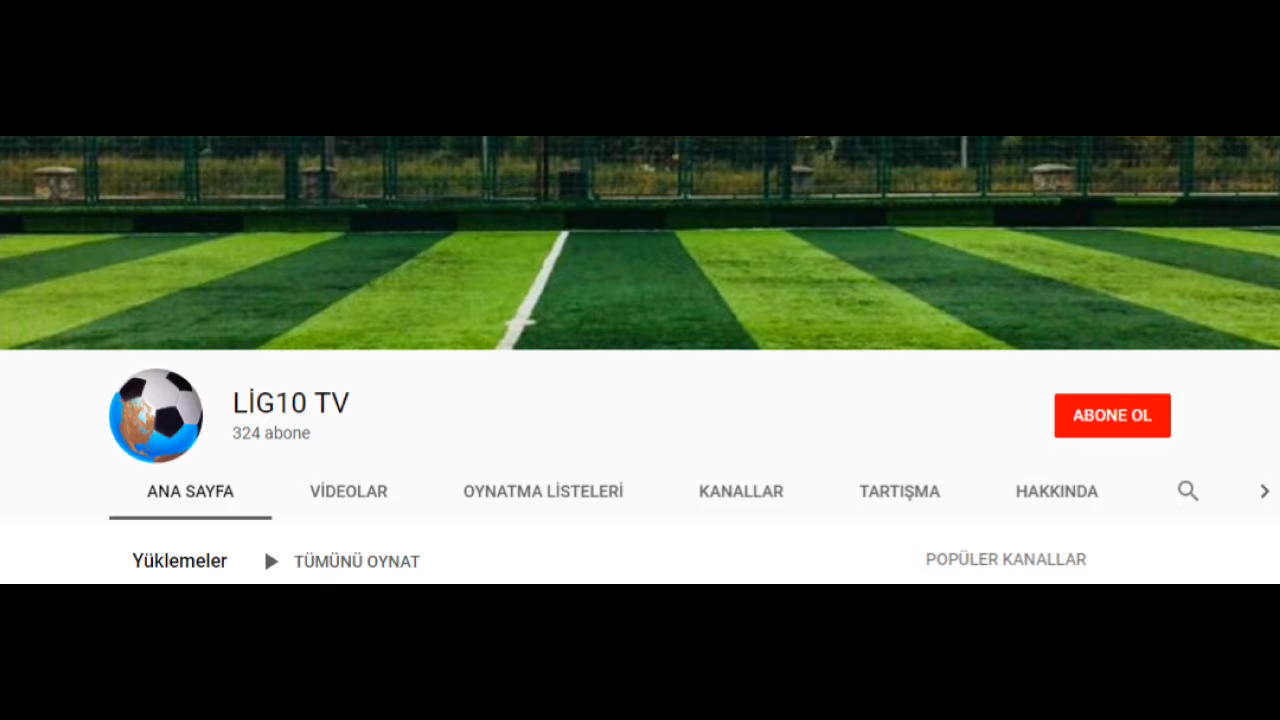 LİG10 TV
324 abone
ABONE OL
ANA SAYFA VİDEOLAR OYNATMA LİSTELERİ KANALLAR TARTIŞMA HAKKINDA
Yüklemeler TÜMÜNÜ OYNAT POPÜLER KANALLAR